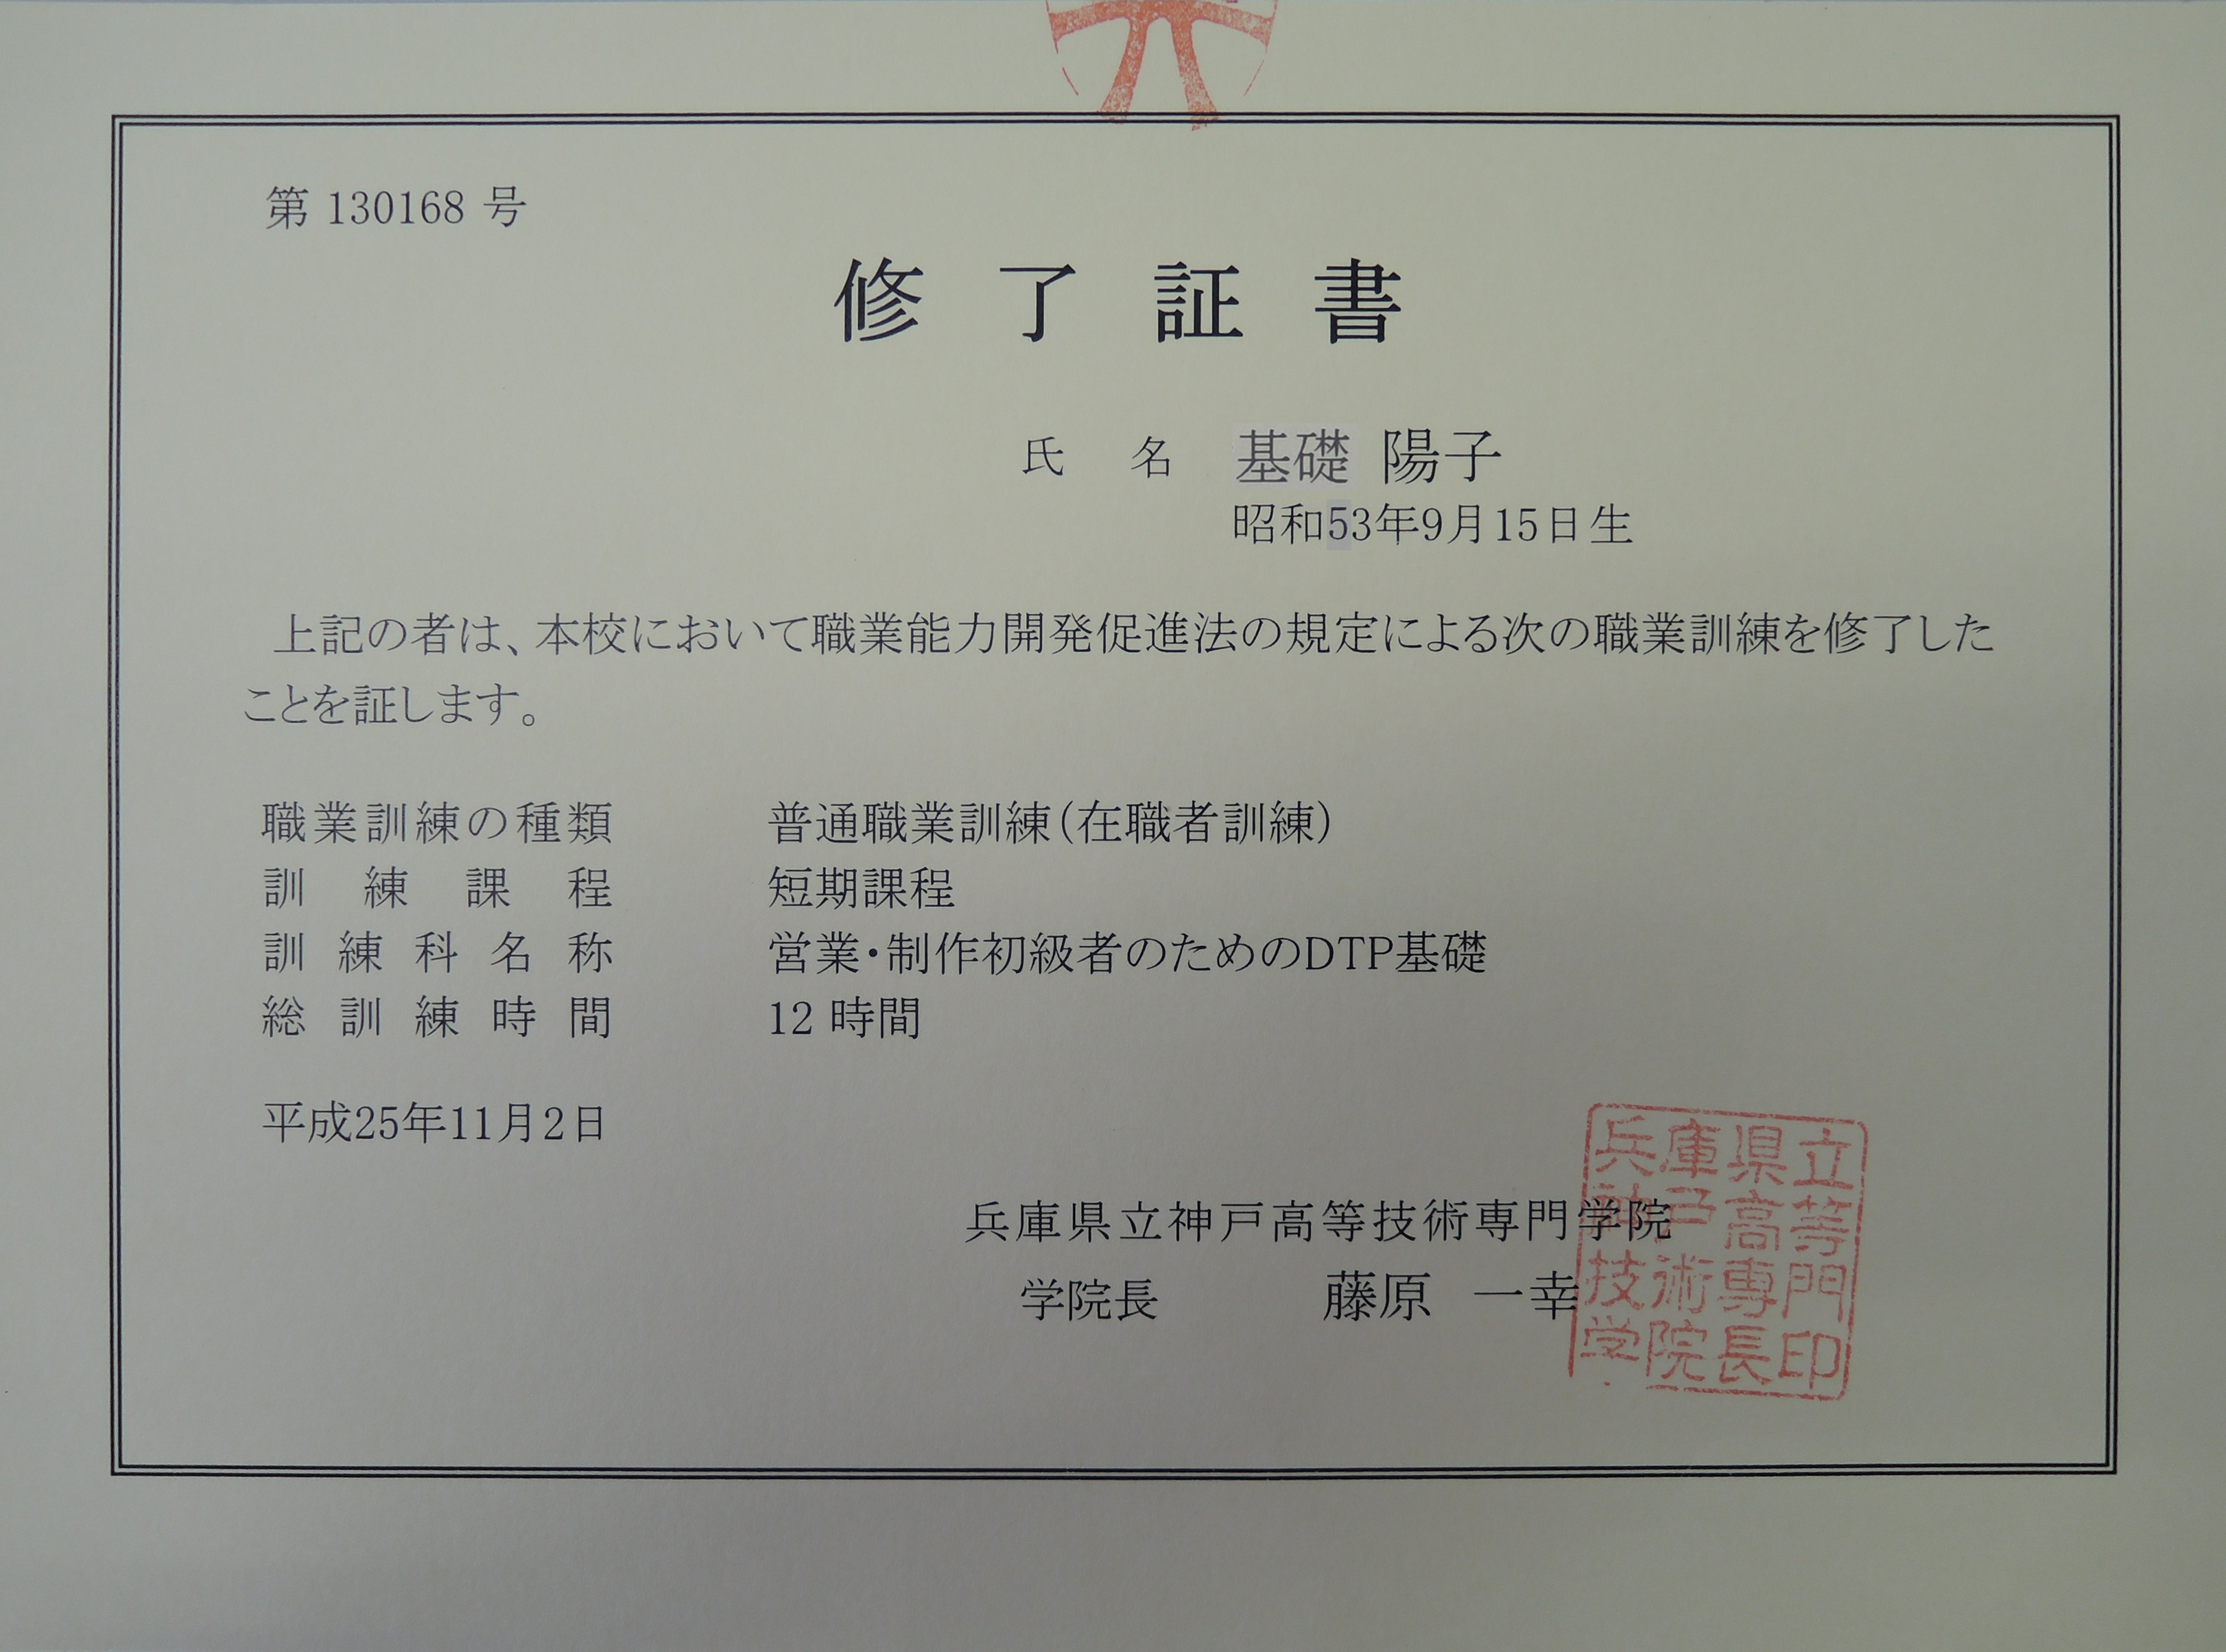 第 130168 号
修了証書
氏名 基礎 陽子
昭和53年9月15日生
上記の者は、本校において職業能力開発促進法の規定による次の職業訓練を修了した
ことを証します。
職業訓練の種類 普通職業訓練(在職者訓練)
訓練課程 短期課程
訓練科名称 営業・制作初級者のためのDTP基礎
総訓練時間 12 時間
平成25年11月2日
兵庫県立神戸高等技術専門学院
学院長 藤原 一幸
兵庫県立
神戸高等
技術専門
学院長印